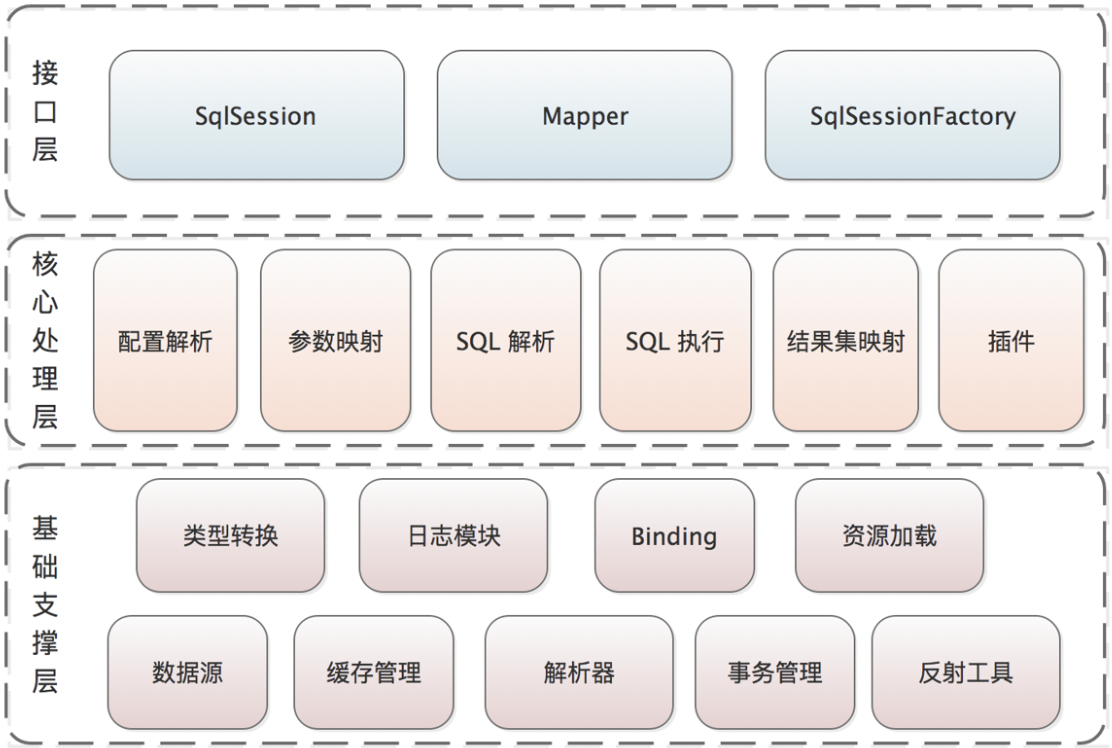 接口层
SqlSession
Mapper
SqlSessionFactory
核心处理层
配置解析
参数映射
SQL 解析
SQL 执行
结果集映射
插件
基础支撑层
类型转换
日志模块
Binding
资源加载
数据源
缓存管理
解析器
事务管理
反射工具